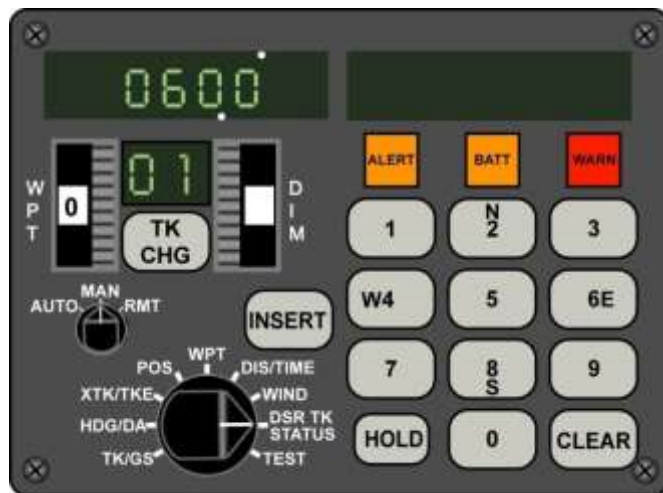 0600
ALERT BATT WARN
WPT 0 01 DIM
TK
CHG
1 N 2 3
AUTO MAN RMT
W4 5 6E
INSERT
POS WPT DIS/TIME
XTK/TKE WIND
7 8 S 9
HDG/DA DSR TK
STATUS
TK/GS TEST
HOLD 0 CLEAR